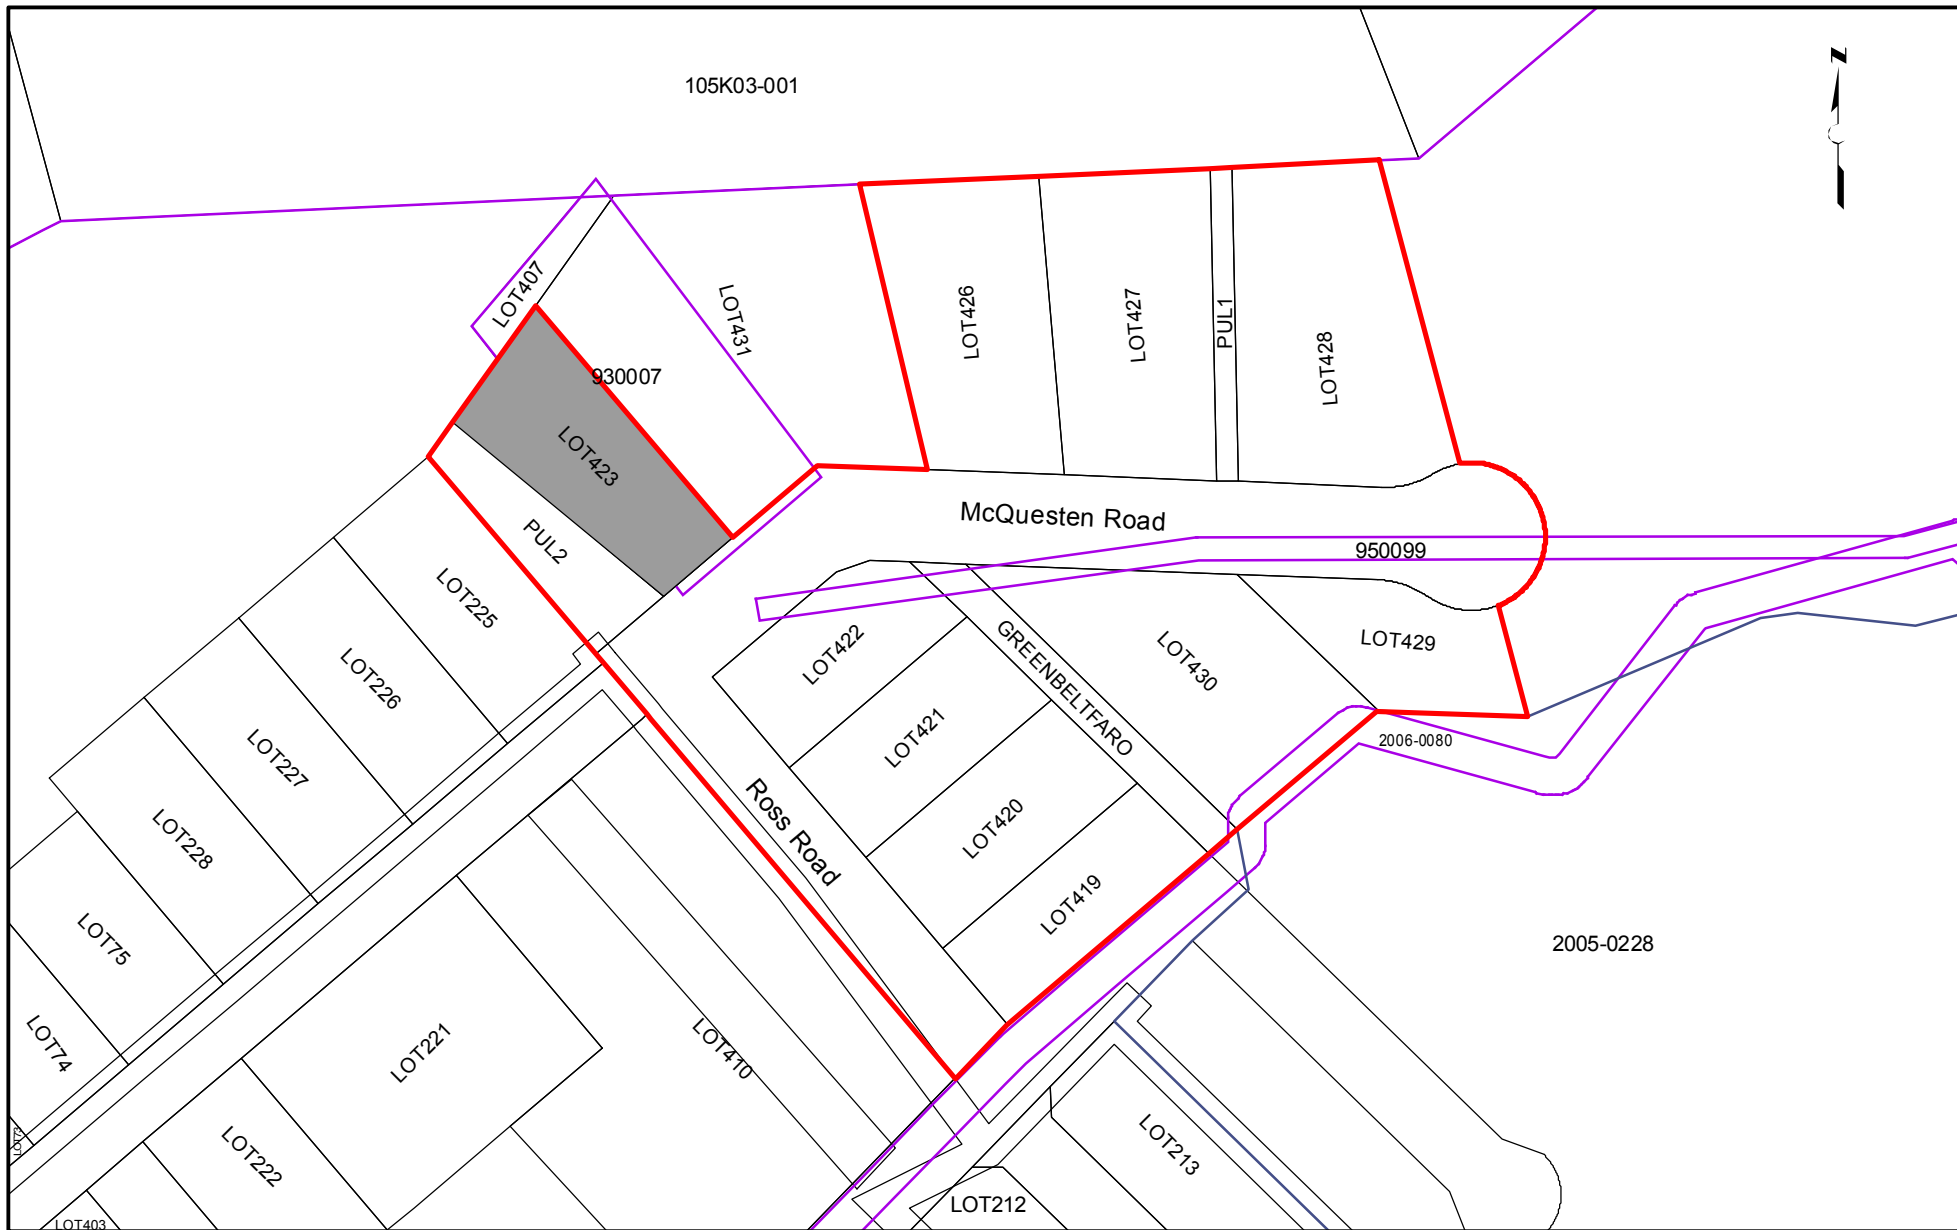 105K03-001
N
LOT407
LOT431
LOT426
LOT427
PUL1
LOT428
930007
LOT423
PUL2
McQuesten Road
950099
LOT225
LOT422
GREENBELTFARO
LOT430
LOT429
LOT226
LOT421
2006-0080
LOT227
Ross Road
LOT420
LOT228
LOT419
LOT75
2005-0228
LOT74
LOT221
LOT410
LOT73
LOT222
LOT213
LOT212
LOT403